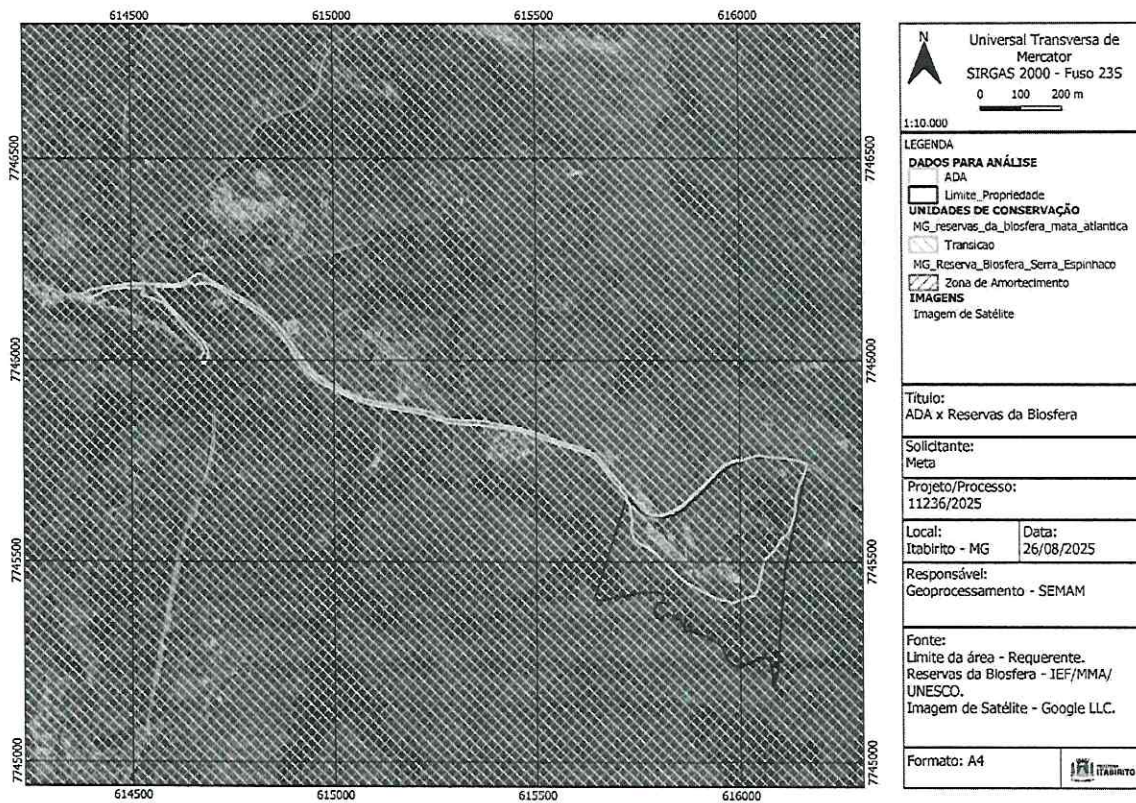 614500 615000 615500 616000
7746500 7746500
7746000 7746000
7745500 7745500
7745000 7745000
614500 615000 615500 616000
N
Universal Transversa de
Mercator
SIRGAS 2000 - Fuso 23S
0 100 200 m
1:10.000
LEGENDA
DADOS PARA ANÁLISE
ADA
Limite_Propriedade
UNIDADES DE CONSERVAÇÃO
MG_reservas_da_biosfera_mata_atlantica
Transicao
MG_Reserva_Biosfera_Serra_Espinhaco
Zona de Amortecimento
IMAGENS
Imagem de Satélite
Título:
ADA x Reservas da Biosfera
Solicitante:
Meta
Projeto/Processo:
11236/2025
Local:
Itabirito - MG
Data:
26/08/2025
Responsável:
Geoprocessamento - SEMAM
Fonte:
Limite da área - Requerente.
Reservas da Biosfera - IEF/MMA/
UNESCO.
Imagem de Satélite - Google LLC.
Formato: A4
ITABIRITO